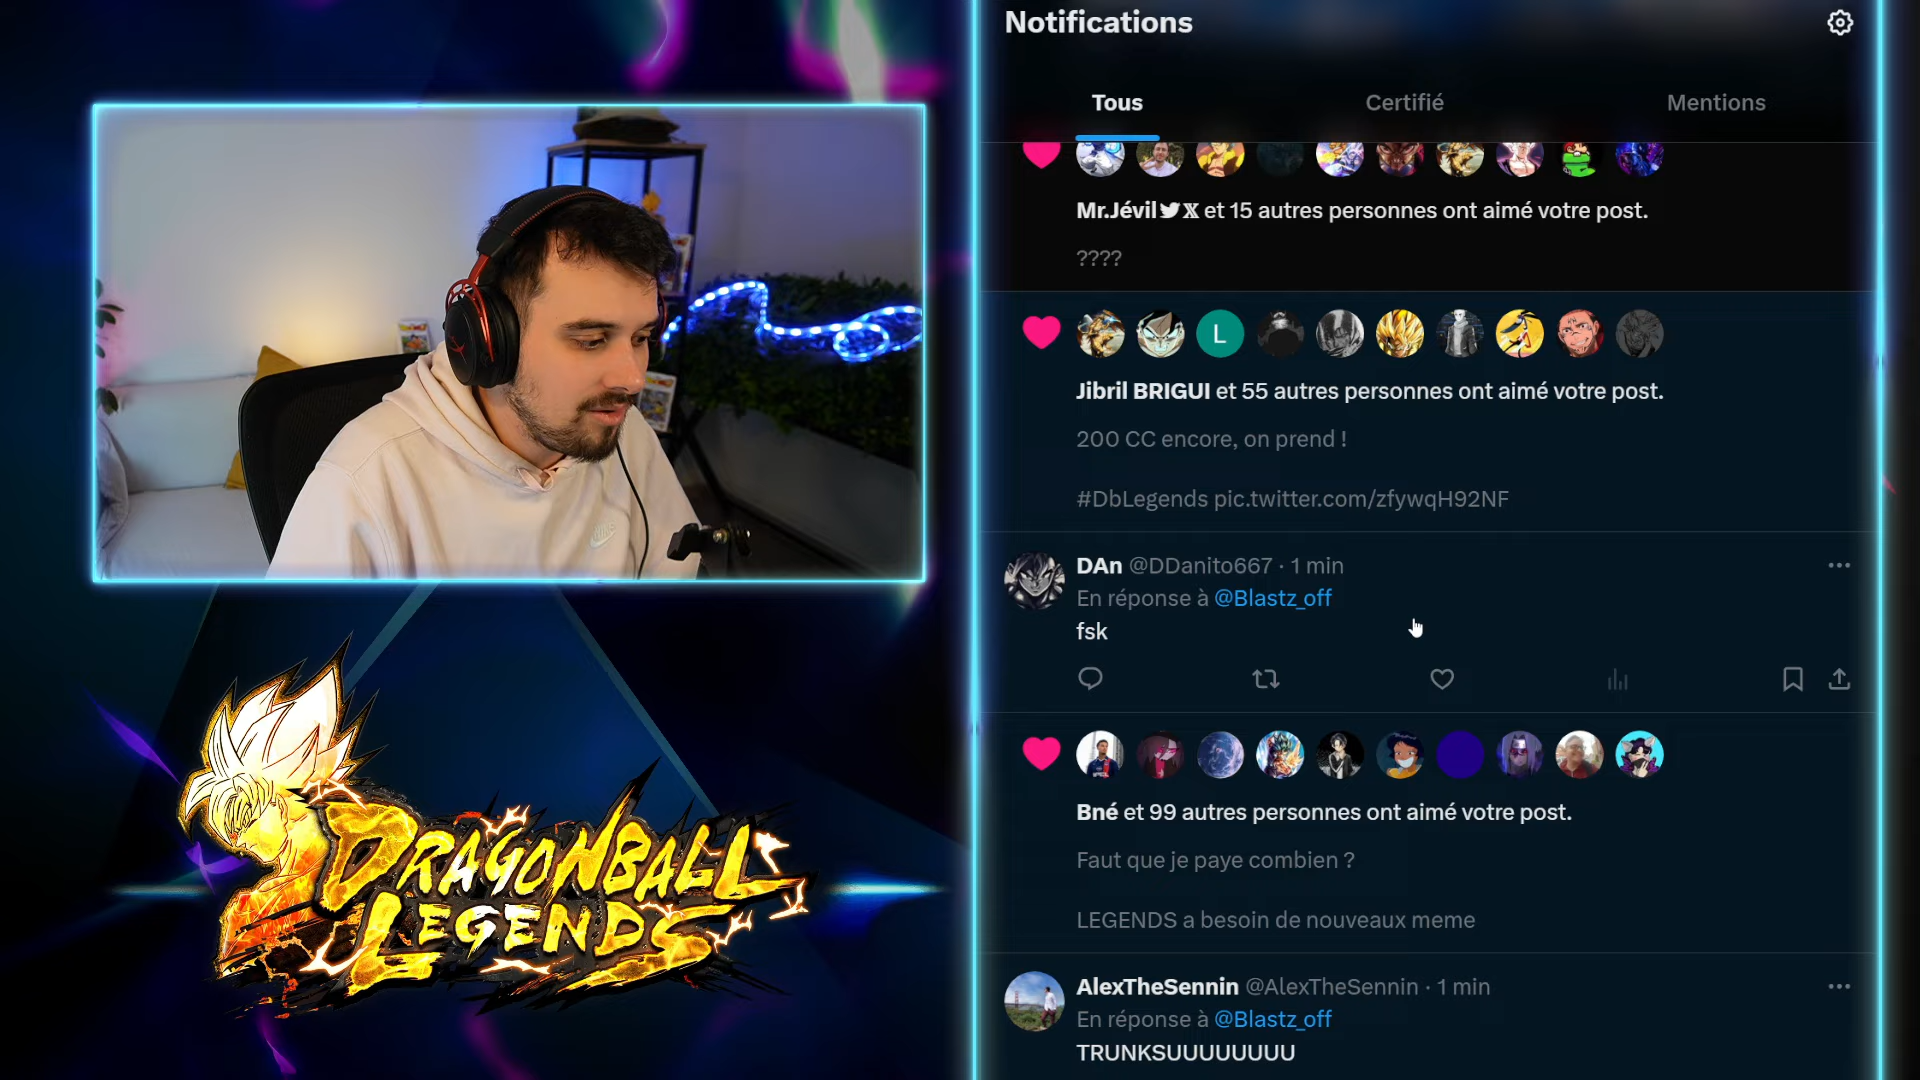 Notifications
Tous
Certifié
Mentions
Mr.Jévil 𝕏 et 15 autres personnes ont aimé votre post.
????
L
Jibril BRIGUI et 55 autres personnes ont aimé votre post.
200 CC encore, on prend !
#DbLegends pic.twitter.com/zfywqH92NF
DAn @DDanito667 · 1 min
En réponse à @Blastz_off
fsk
Bné et 99 autres personnes ont aimé votre post.
Faut que je paye combien ?
LEGENDS a besoin de nouveaux meme
AlexTheSennin @AlexTheSennin · 1 min
En réponse à @Blastz_off
TRUNKSUUUUUUUU
NIKE
DRAGONBALL
LEGENDS